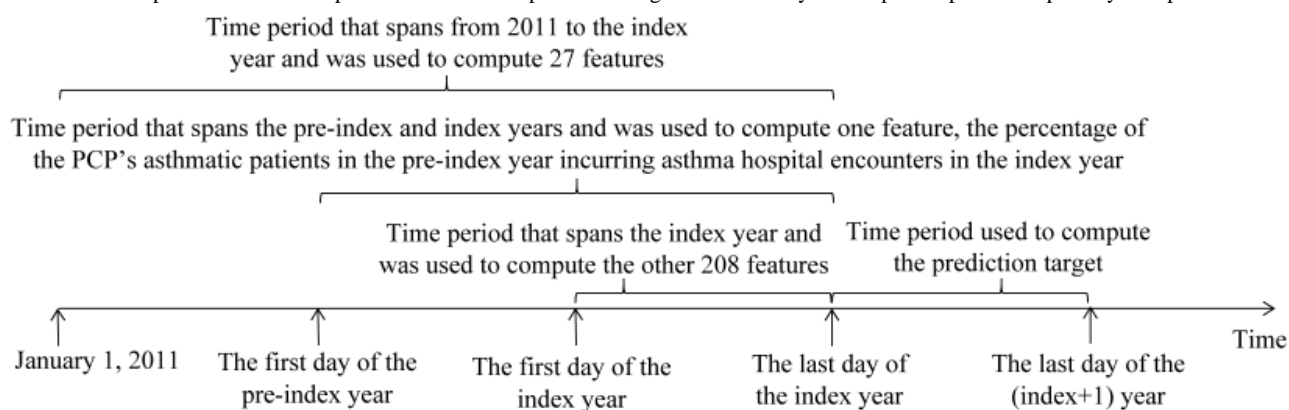 Time period that spans from 2011 to the index
year and was used to compute 27 features
Time period that spans the pre-index and index years and was used to compute one feature, the percentage of
the PCP's asthmatic patients in the pre-index year incurring asthma hospital encounters in the index year
Time period that spans the index year and
was used to compute the other 208 features
Time period used to compute
the prediction target
Time
January 1, 2011
The first day of the
pre-index year
The first day of the
index year
The last day of
the index year
The last day of the
(index+1) year